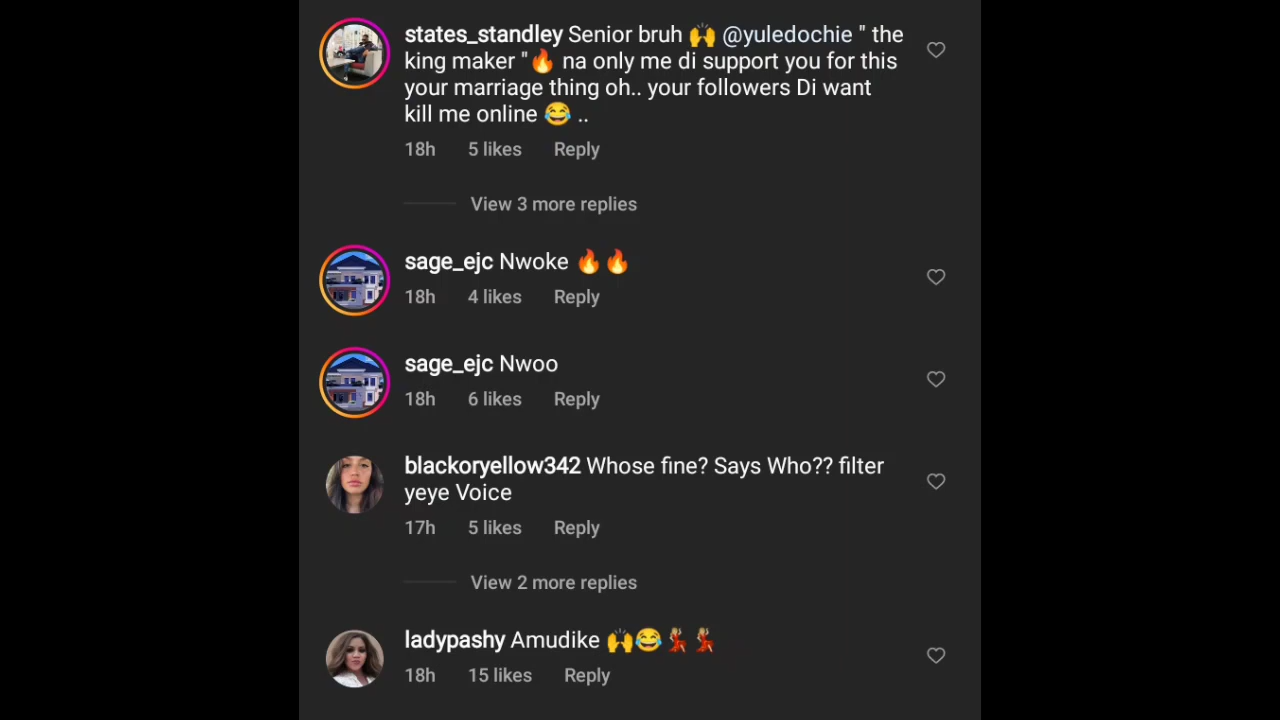 states_standley Senior bruh 🙌 @yuledochie " the
king maker "🔥 na only me di support you for this
your marriage thing oh.. your followers Di want
kill me online 😂 ..
18h 5 likes Reply
View 3 more replies
sage_ejc Nwoke 🔥🔥
18h 4 likes Reply
sage_ejc Nwoo
18h 6 likes Reply
blackoryellow342 Whose fine? Says Who?? filter
yeye Voice
17h 5 likes Reply
View 2 more replies
ladypashy Amudike 🙌😂💃💃
18h 15 likes Reply